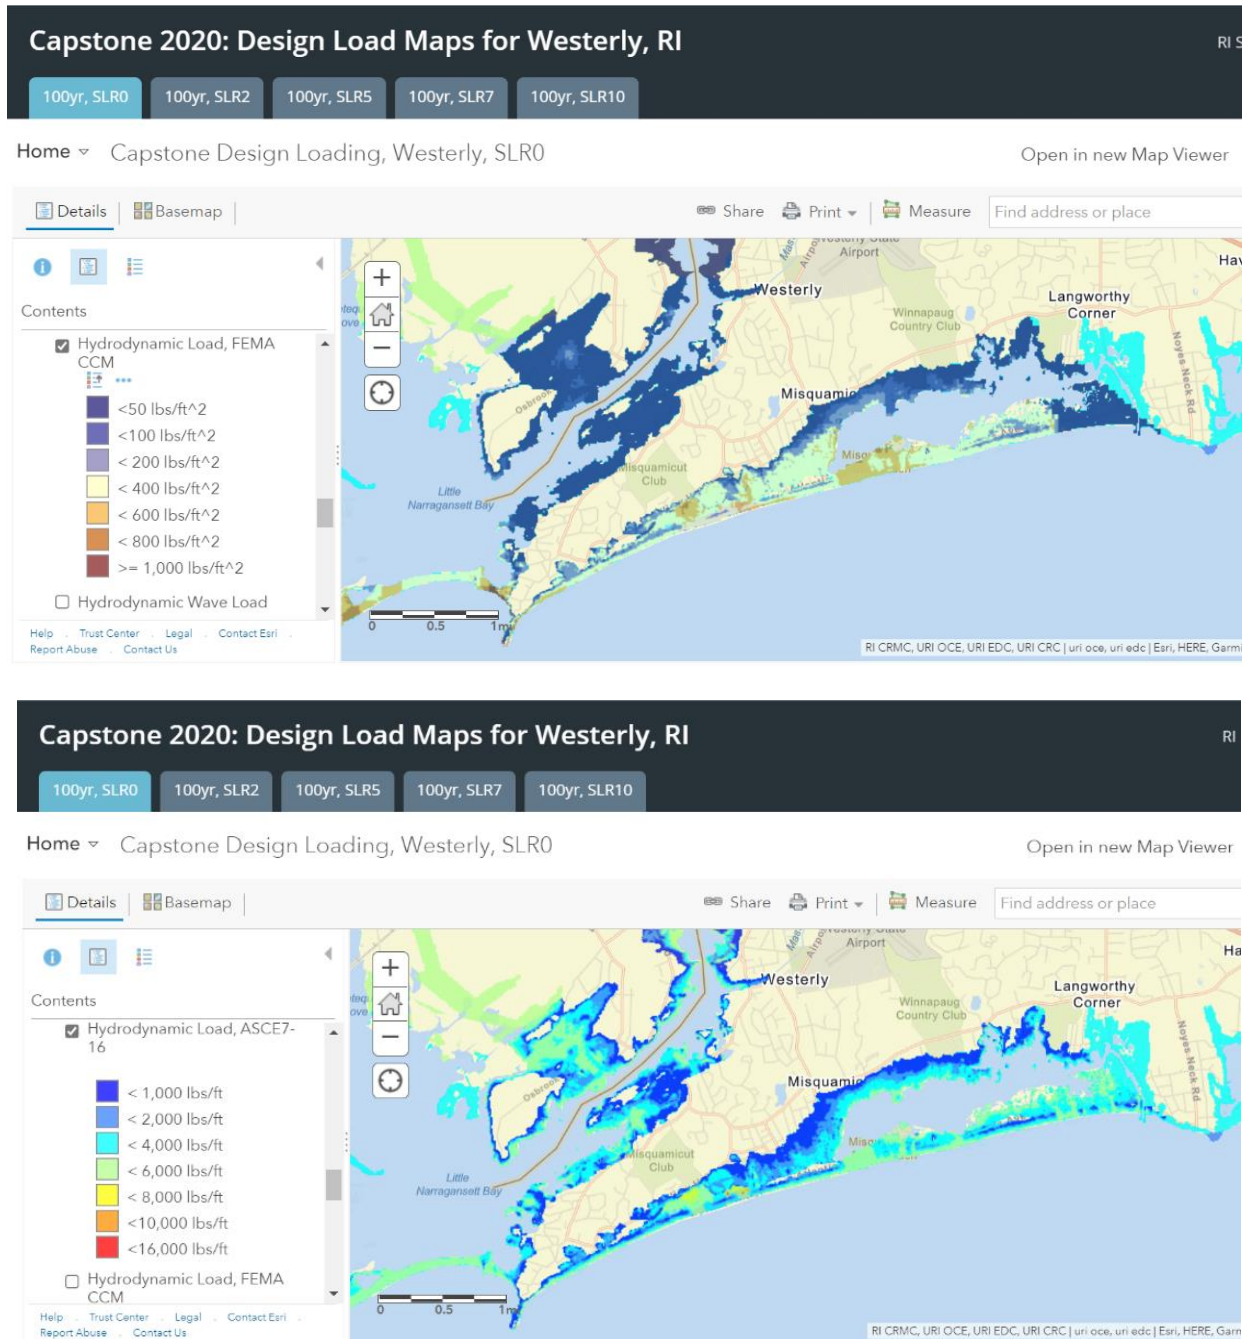 Capstone 2020: Design Load Maps for Westerly, RI
RI S
100yr, SLR0 100yr, SLR2 100yr, SLR5 100yr, SLR7 100yr, SLR10
Home Capstone Design Loading, Westerly, SLR0 Open in new Map Viewer
Details Basemap Share Print Measure Find address or place
Contents
Hydrodynamic Load, FEMA
CCM
<50 lbs/ft^2
<100 lbs/ft^2
< 200 lbs/ft^2
< 400 lbs/ft^2
< 600 lbs/ft^2
< 800 lbs/ft^2
>= 1,000 lbs/ft^2
Hydrodynamic Wave Load
Help . Trust Center . Legal . Contact Esri .
Report Abuse . Contact Us
Airport
Westerly
Winnapaug
Country Club
Langworthy
Corner
Noyes Neck Rd
Misquamic
Osbrook
Misquamicut
Club
Little
Narragansett Bay
0 0.5 1m
RI CRMC, URI OCE, URI EDC, URI CRC | uri oce, uri edc | Esri, HERE, Garmi
Capstone 2020: Design Load Maps for Westerly, RI
RI
100yr, SLR0 100yr, SLR2 100yr, SLR5 100yr, SLR7 100yr, SLR10
Home Capstone Design Loading, Westerly, SLR0 Open in new Map Viewer
Details Basemap Share Print Measure Find address or place
Contents
Hydrodynamic Load, ASCE7-
16
< 1,000 lbs/ft
< 2,000 lbs/ft
< 4,000 lbs/ft
< 6,000 lbs/ft
< 8,000 lbs/ft
<10,000 lbs/ft
<16,000 lbs/ft
Hydrodynamic Load, FEMA
CCM
Help . Trust Center . Legal . Contact Esri .
Report Abuse . Contact Us
Airport
Westerly
Winnapaug
Country Club
Langworthy
Corner
Noyes Neck Rd
Misquamic
Osbrook
Misquamicut
Club
Little
Narragansett Bay
0 0.5 1m
RI CRMC, URI OCE, URI EDC, URI CRC | uri oce, uri edc | Esri, HERE, Garm